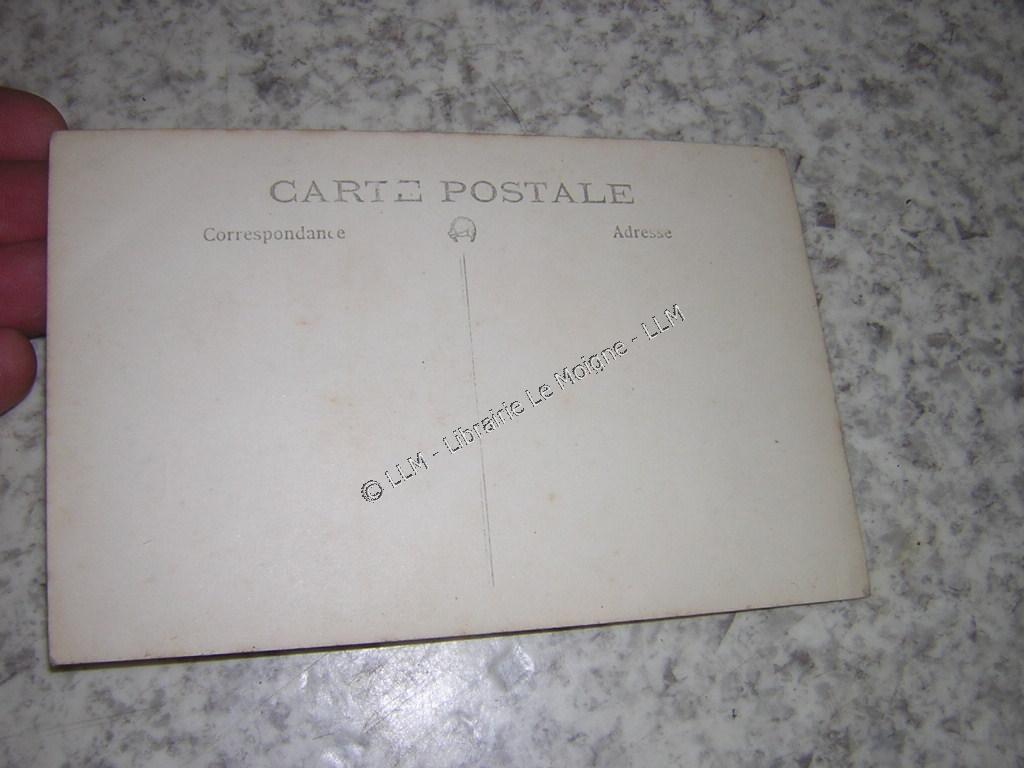 CARTE POSTALE
Correspondance
Adresse
© LLM - Librairie Le Moigne - LLM